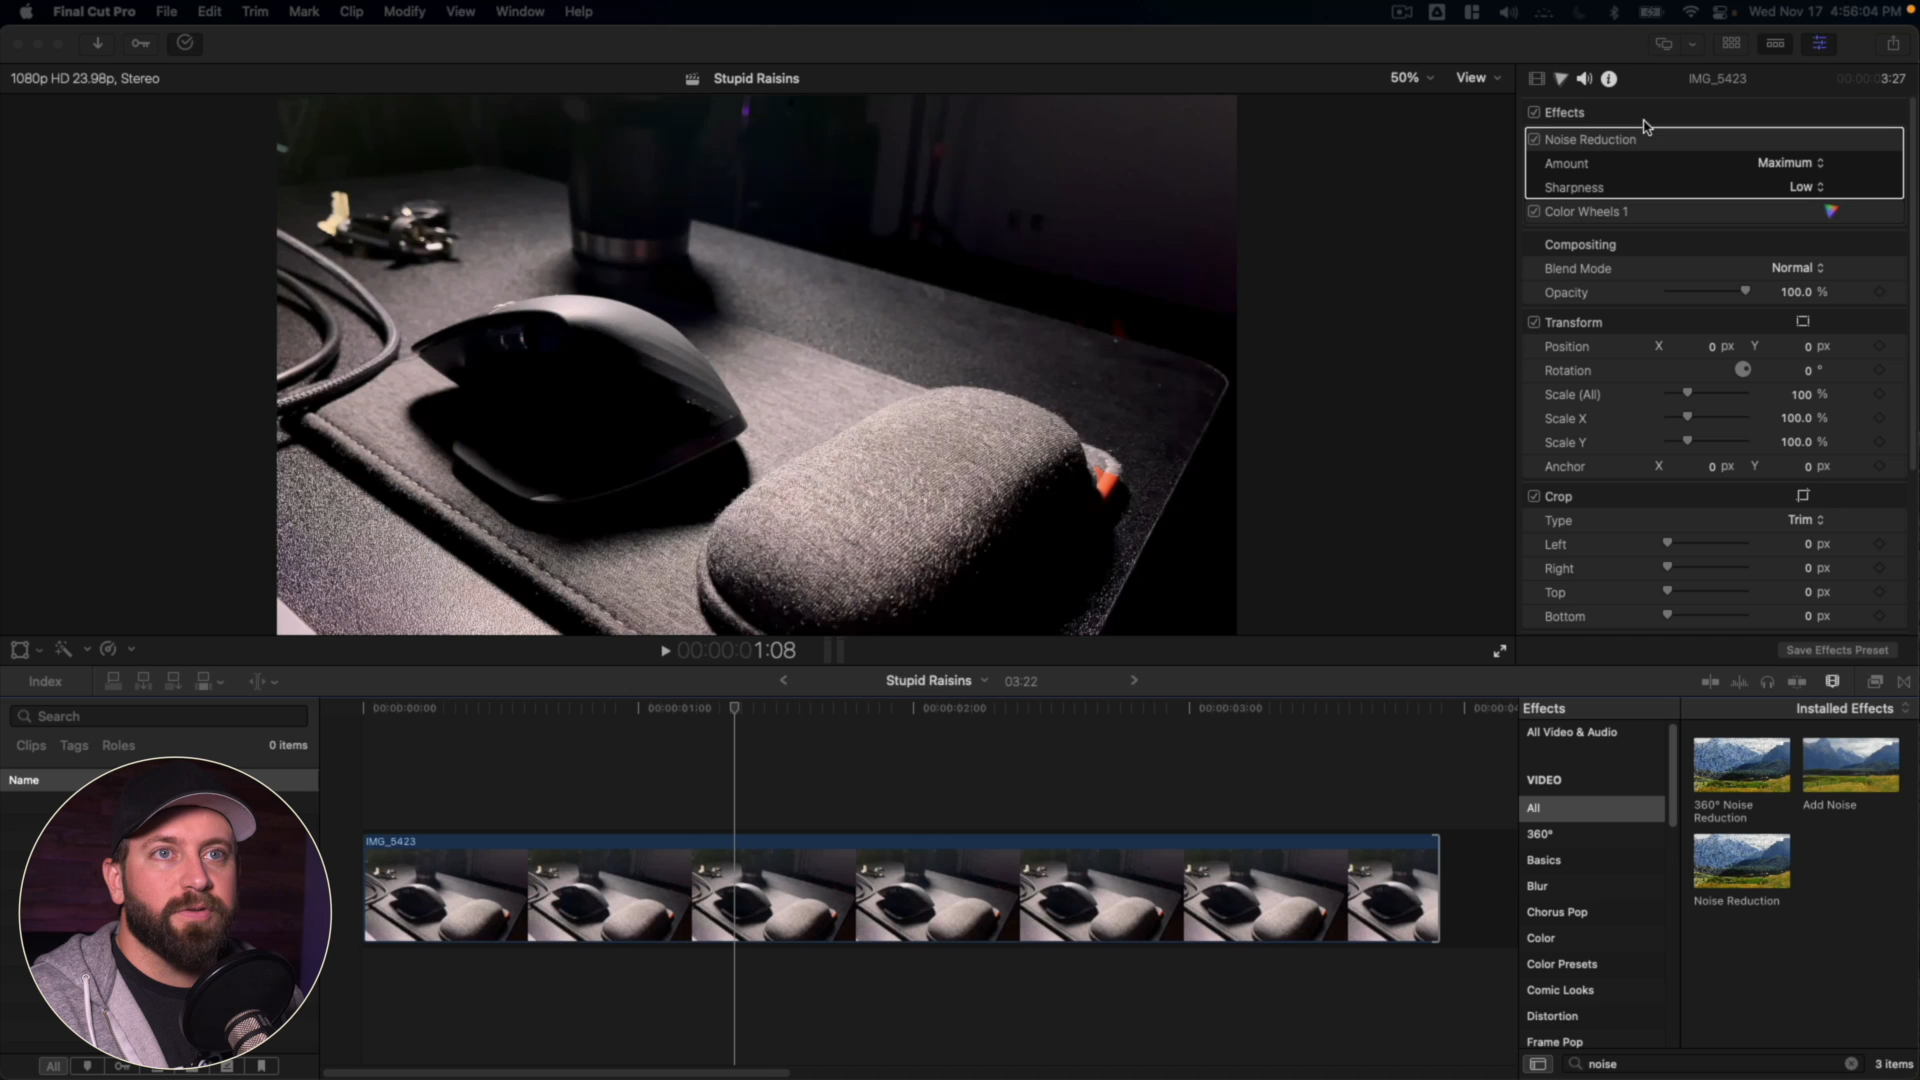 Final Cut Pro File Edit Trim Mark Clip Modify View Window Help Wed Nov 17 4:56:04 PM
1080p HD 23.98p, Stereo
Stupid Raisins
50% View
IMG_5423
00:00:00:03:27
Effects
Noise Reduction
Amount Maximum
Sharpness Low
Color Wheels 1
Compositing
Blend Mode Normal
Opacity 100.0 %
Transform
Position X 0 px Y 0 px
Rotation 0 °
Scale (All) 100 %
Scale X 100.0 %
Scale Y 100.0 %
Anchor X 0 px Y 0 px
Crop
Type Trim
Left 0 px
Right 0 px
Top 0 px
Bottom 0 px
00:00:01:08
Save Effects Preset
Index
Stupid Raisins 03:22
Search
Clips Tags Roles 0 items
Name
All
00:00:00:00 00:00:01:00 00:00:02:00 00:00:03:00
IMG_5423
Effects
Installed Effects
All Video & Audio
VIDEO
All
360°
Basics
Blur
Chorus Pop
Color
Color Presets
Comic Looks
Distortion
Frame Pop
360° Noise
Reduction
Add Noise
Noise Reduction
noise
3 items